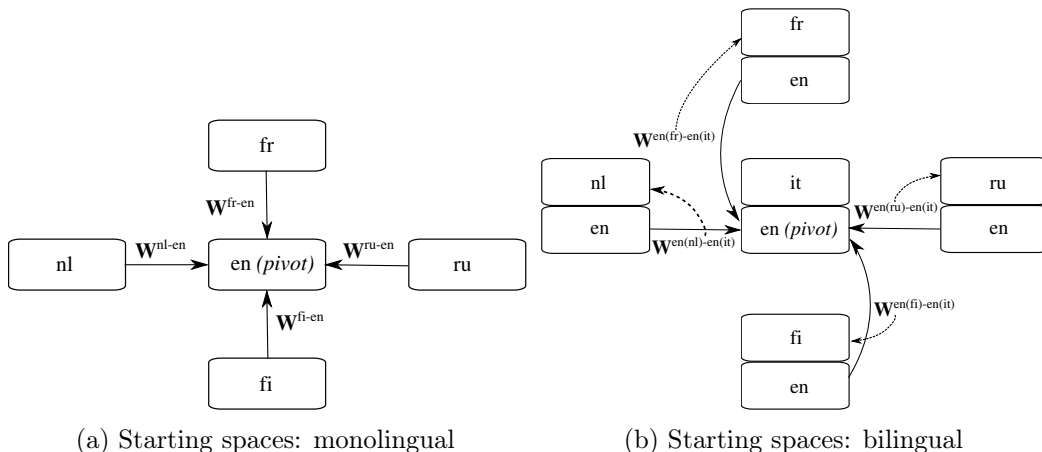 fr
W^fr-en
nl
W^nl-en
en (pivot)
W^ru-en
ru
W^fi-en
fi
(a) Starting spaces: monolingual
fr
en
W^en(fr)-en(it)
nl
en
W^en(nl)-en(it)
it
en (pivot)
W^en(ru)-en(it)
ru
en
W^en(fi)-en(it)
fi
en
(b) Starting spaces: bilingual